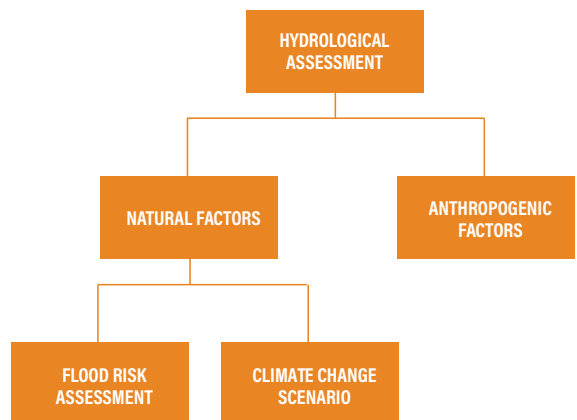 HYDROLOGICAL
ASSESSMENT
NATURAL FACTORS
ANTHROPOGENIC
FACTORS
FLOOD RISK
ASSESSMENT
CLIMATE CHANGE
SCENARIO